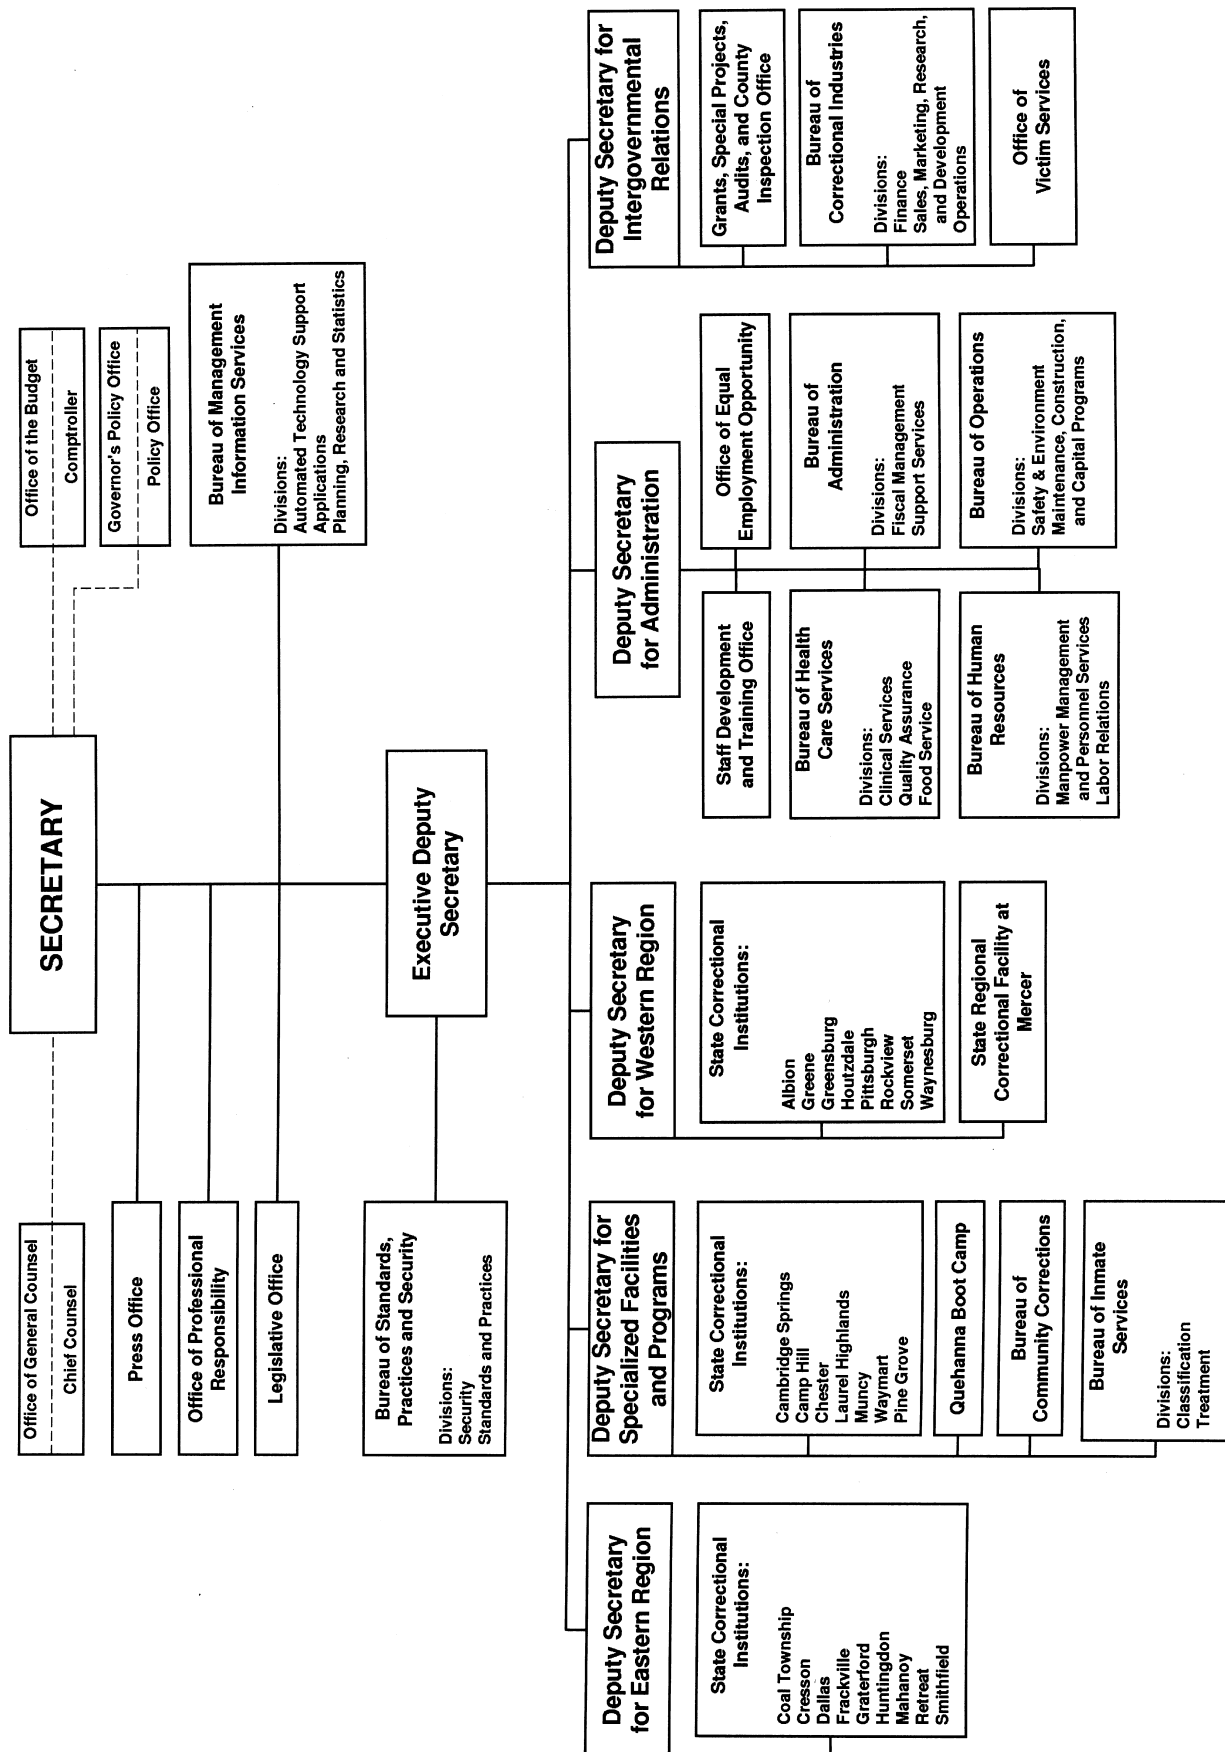 SECRETARY
Office of General Counsel
Chief Counsel
Office of the Budget
Comptroller
Governor's Policy Office
Policy Office
Press Office
Office of Professional
Responsibility
Legislative Office
Bureau of Management
Information Services
Divisions:
Automated Technology Support
Applications
Planning, Research and Statistics
Executive Deputy
Secretary
Bureau of Standards,
Practices and Security
Divisions:
Security
Standards and Practices
Deputy Secretary
for Eastern Region
State Correctional
Institutions:
Coal Township
Cresson
Dallas
Frackville
Graterford
Huntingdon
Mahanoy
Retreat
Smithfield
Deputy Secretary for
Specialized Facilities
and Programs
State Correctional
Institutions:
Cambridge Springs
Camp Hill
Chester
Laurel Highlands
Muncy
Waymart
Pine Grove
Quehanna Boot Camp
Bureau of
Community Corrections
Bureau of Inmate
Services
Divisions:
Classification
Treatment
Deputy Secretary
for Western Region
State Correctional
Institutions:
Albion
Greene
Greensburg
Houtzdale
Pittsburgh
Rockview
Somerset
Waynesburg
State Regional
Correctional Facility at
Mercer
Deputy Secretary
for Administration
Staff Development
and Training Office
Office of Equal
Employment Opportunity
Bureau of Health
Care Services
Divisions:
Clinical Services
Quality Assurance
Food Service
Bureau of
Administration
Divisions:
Fiscal Management
Support Services
Bureau of Human
Resources
Divisions:
Manpower Management
and Personnel Services
Labor Relations
Bureau of Operations
Divisions:
Safety & Environment
Maintenance, Construction,
and Capital Programs
Deputy Secretary for
Intergovernmental
Relations
Grants, Special Projects,
Audits, and County
Inspection Office
Bureau of
Correctional Industries
Divisions:
Finance
Sales, Marketing, Research,
and Development
Operations
Office of
Victim Services